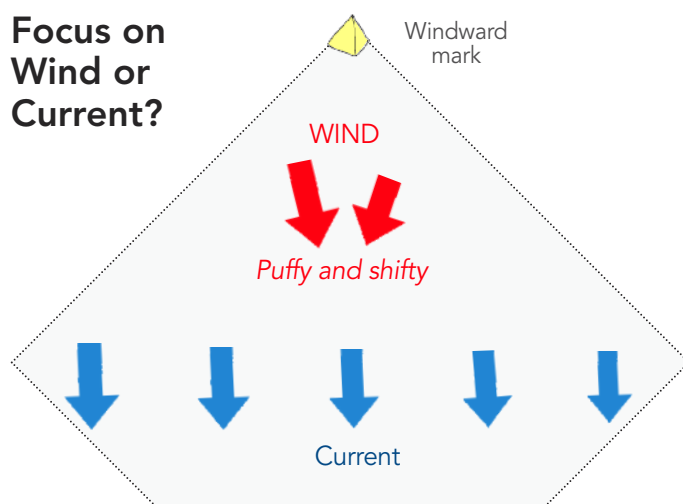 Focus on
Wind or
Current?
Windward
mark
WIND
Puffy and shifty
Current